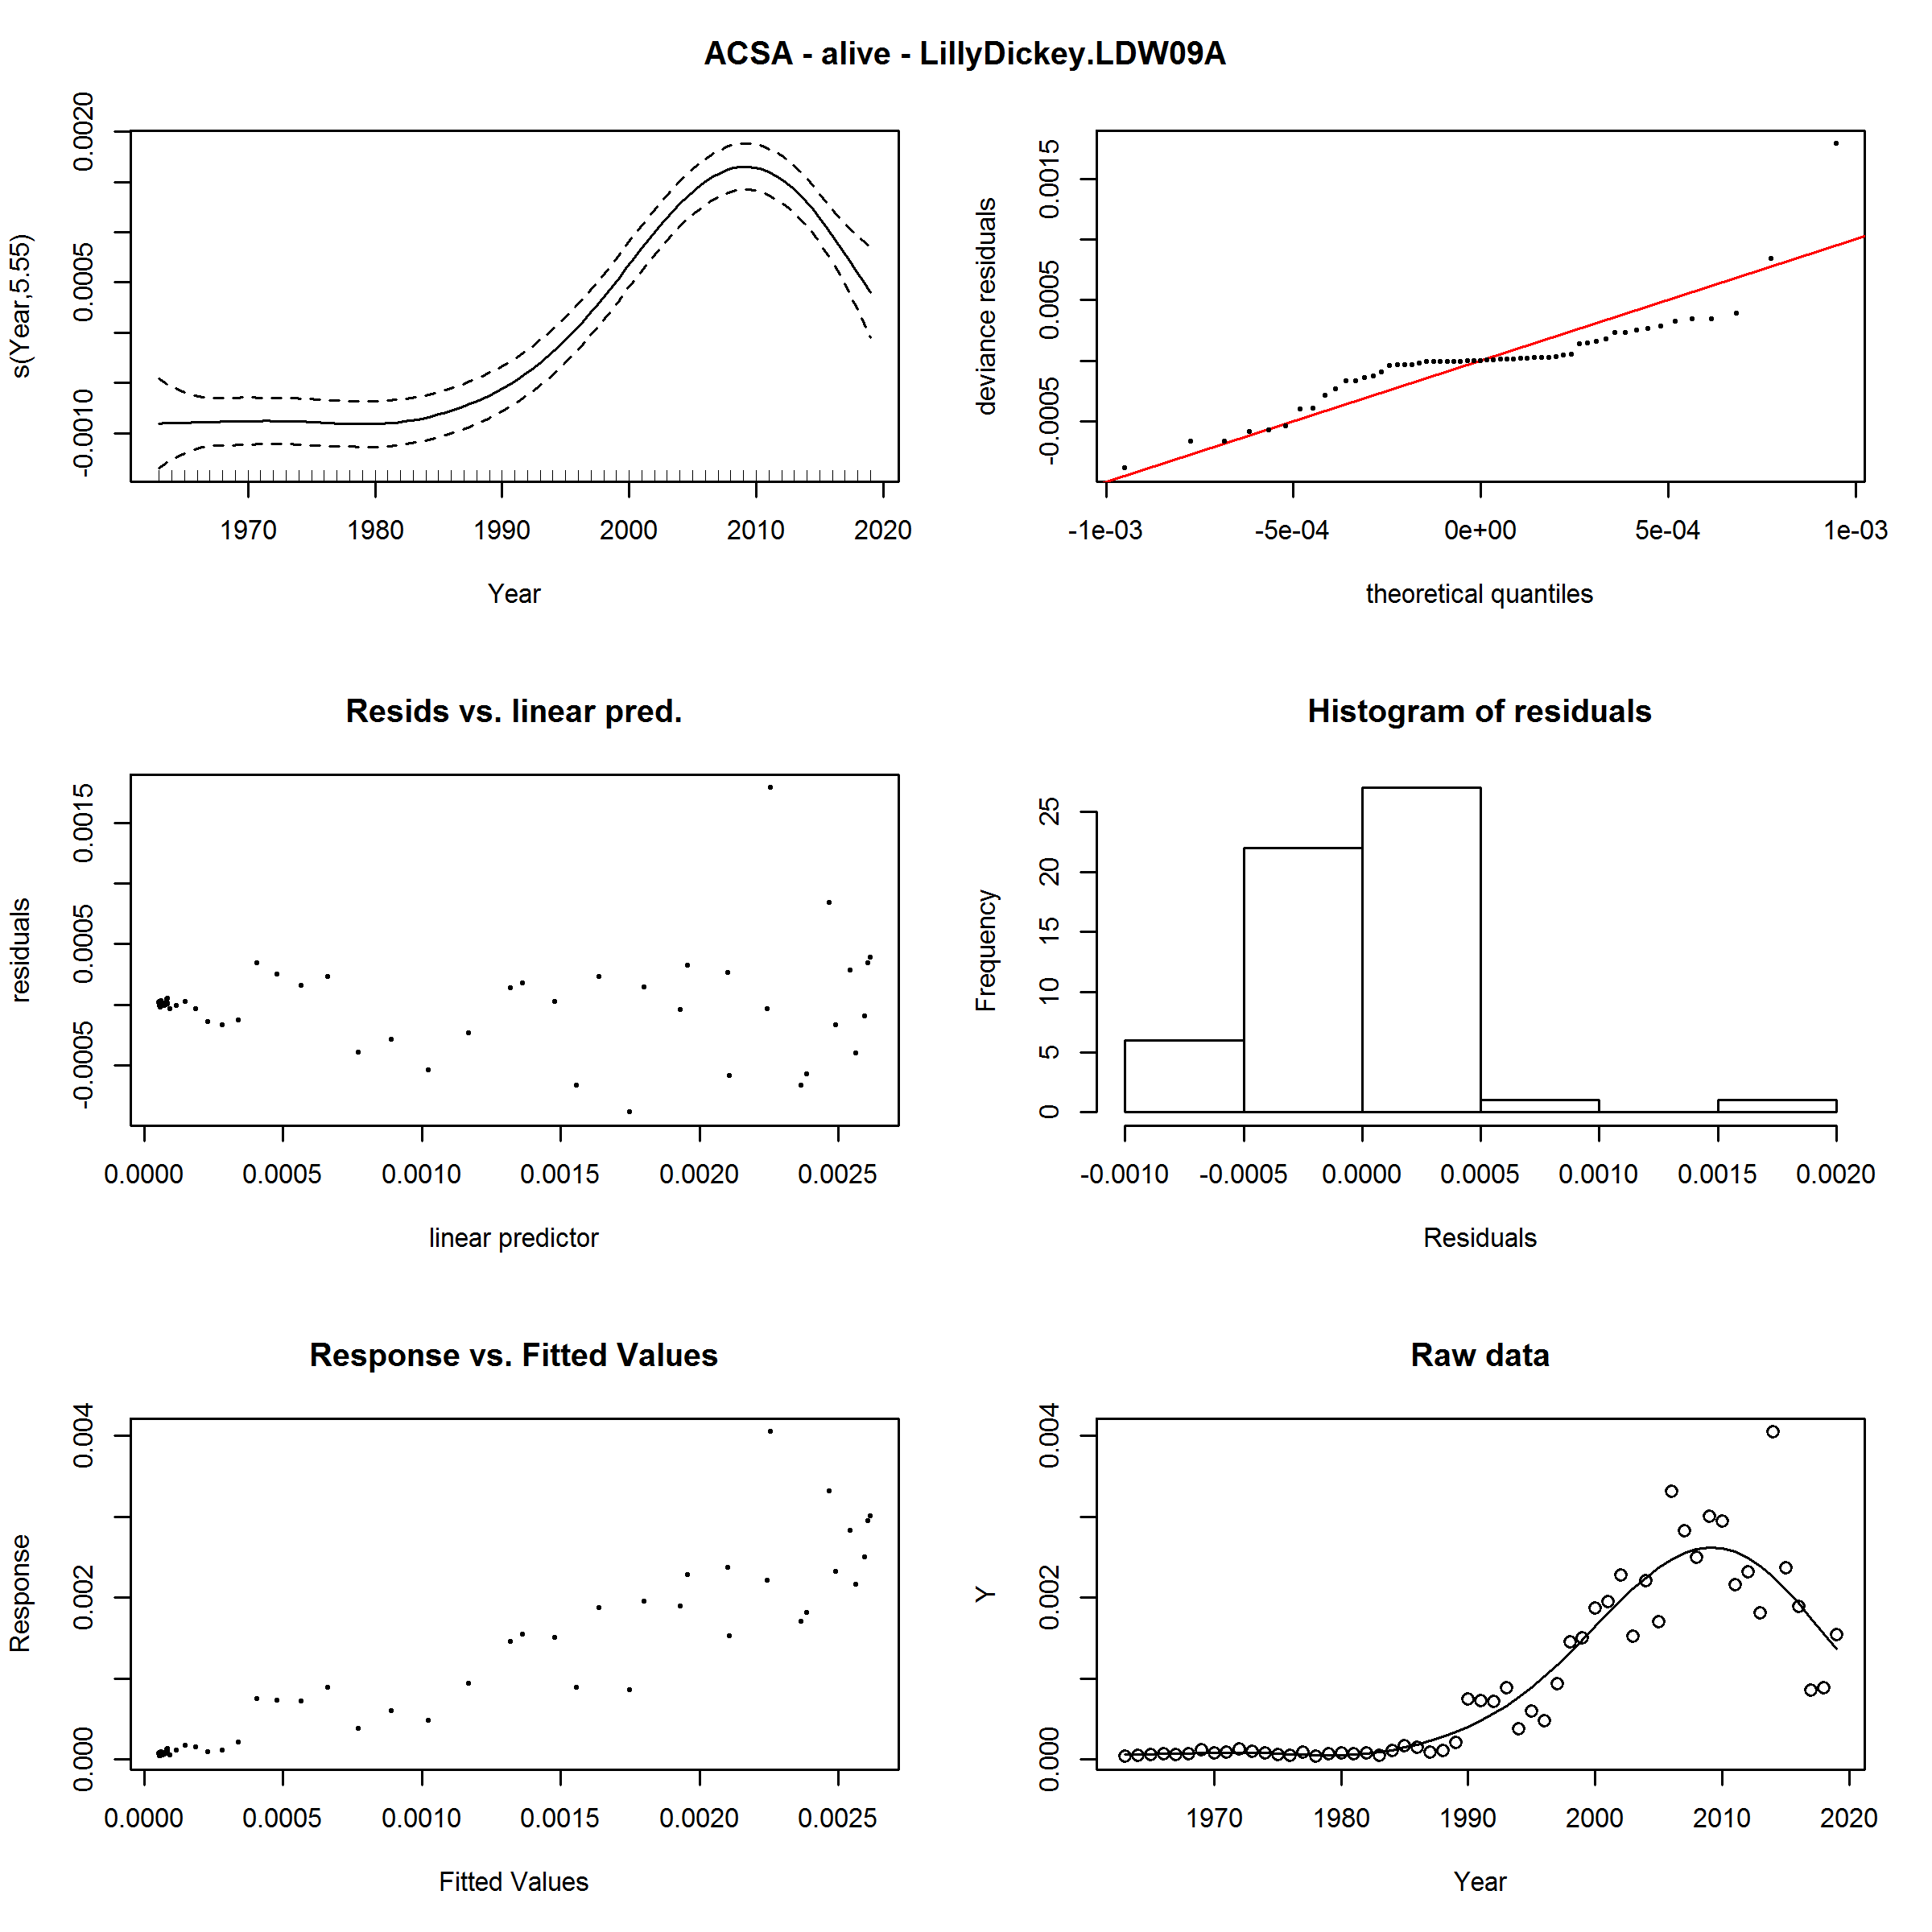 ACSA - alive - LillyDickey.LDW09A
s(Year,5.55)
0.0020
0.0005
-0.0010
1970 1980 1990 2000 2010 2020
Year
deviance residuals
0.0015
0.0005
-0.0005
-1e-03 -5e-04 0e+00 5e-04 1e-03
theoretical quantiles
Resids vs. linear pred.
residuals
0.0015
0.0005
-0.0005
0.0000 0.0005 0.0010 0.0015 0.0020 0.0025
linear predictor
Histogram of residuals
Frequency
25
20
15
10
5
0
-0.0010 -0.0005 0.0000 0.0005 0.0010 0.0015 0.0020
Residuals
Response vs. Fitted Values
Response
0.004
0.002
0.000
0.0000 0.0005 0.0010 0.0015 0.0020 0.0025
Fitted Values
Raw data
Y
0.004
0.002
0.000
1970 1980 1990 2000 2010 2020
Year